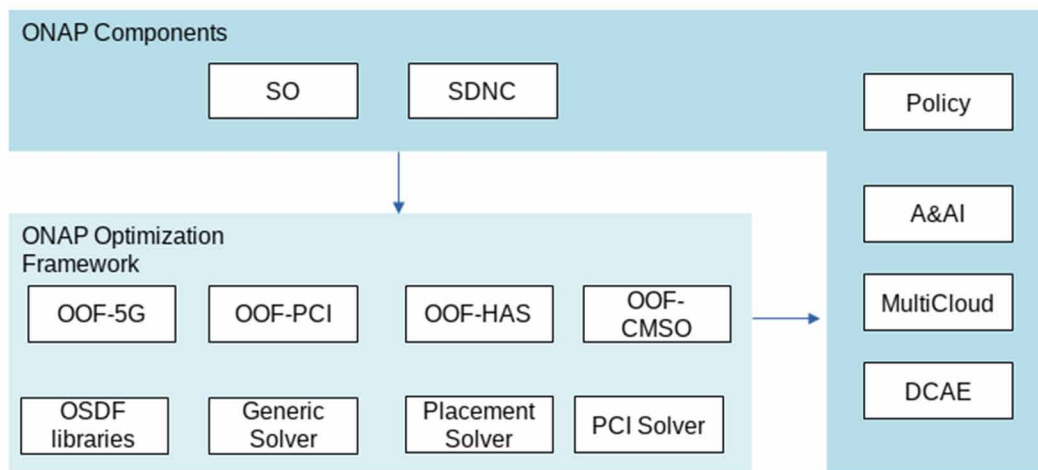 ONAP Components
SO
SDNC
Policy
A&AI
MultiCloud
DCAE
ONAP Optimization
Framework
OOF-5G
OOF-PCI
OOF-HAS
OOF-
CMSO
OSDF
libraries
Generic
Solver
Placement
Solver
PCI Solver